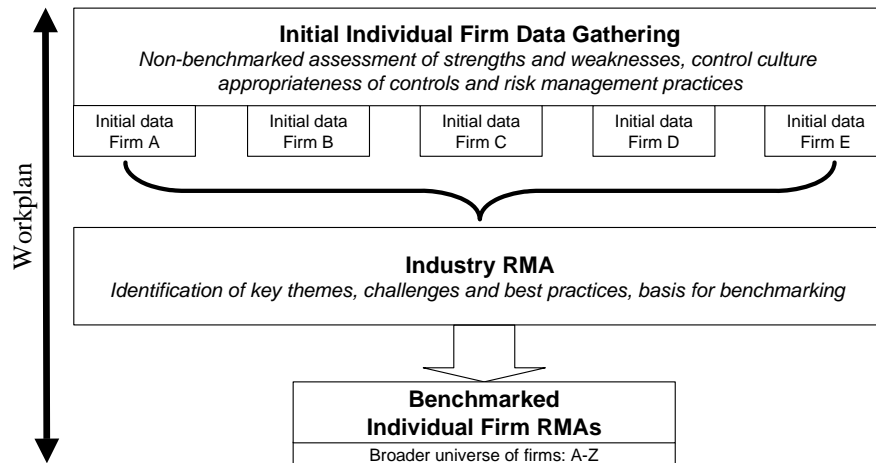 Workplan
Initial Individual Firm Data Gathering
Non-benchmarked assessment of strengths and weaknesses, control culture
appropriateness of controls and risk management practices
Initial data
Firm A
Initial data
Firm B
Initial data
Firm C
Initial data
Firm D
Initial data
Firm E
Industry RMA
Identification of key themes, challenges and best practices, basis for benchmarking
Benchmarked
Individual Firm RMAs
Broader universe of firms: A-Z